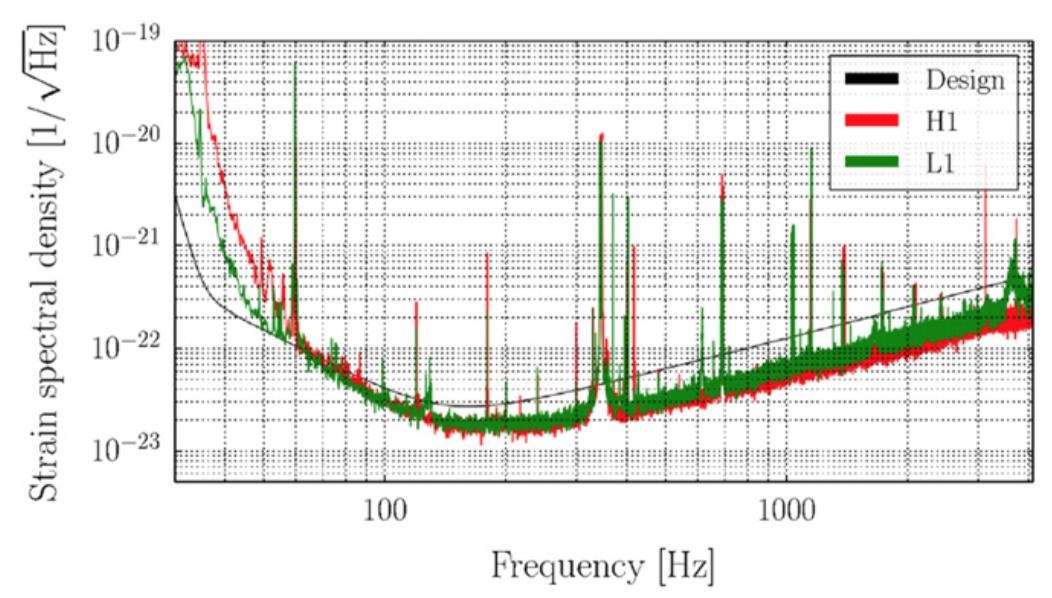 Strain spectral density [1/√Hz]
10⁻¹⁹
10⁻²⁰
10⁻²¹
10⁻²²
10⁻²³
Design
H1
L1
100
1000
Frequency [Hz]